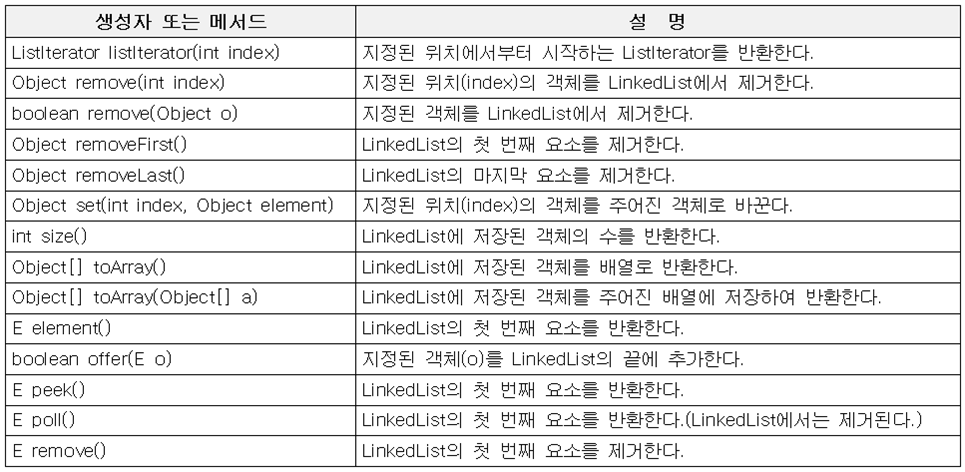 생성자 또는 메서드 설 명
ListIterator listIterator(int index) 지정된 위치에서부터 시작하는 ListIterator를 반환한다.
Object remove(int index) 지정된 위치(index)의 객체를 LinkedList에서 제거한다.
boolean remove(Object o) 지정된 객체를 LinkedList에서 제거한다.
Object removeFirst() LinkedList의 첫 번째 요소를 제거한다.
Object removeLast() LinkedList의 마지막 요소를 제거한다.
Object set(int index, Object element) 지정된 위치(index)의 객체를 주어진 객체로 바꾼다.
int size() LinkedList에 저장된 객체의 수를 반환한다.
Object[] toArray() LinkedList에 저장된 객체를 배열로 반환한다.
Object[] toArray(Object[] a) LinkedList에 저장된 객체를 주어진 배열에 저장하여 반환한다.
E element() LinkedList의 첫 번째 요소를 반환한다.
boolean offer(E o) 지정된 객체(o)를 LinkedList의 끝에 추가한다.
E peek() LinkedList의 첫 번째 요소를 반환한다.
E poll() LinkedList의 첫 번째 요소를 반환한다.(LinkedList에서는 제거된다.)
E remove() LinkedList의 첫 번째 요소를 제거한다.